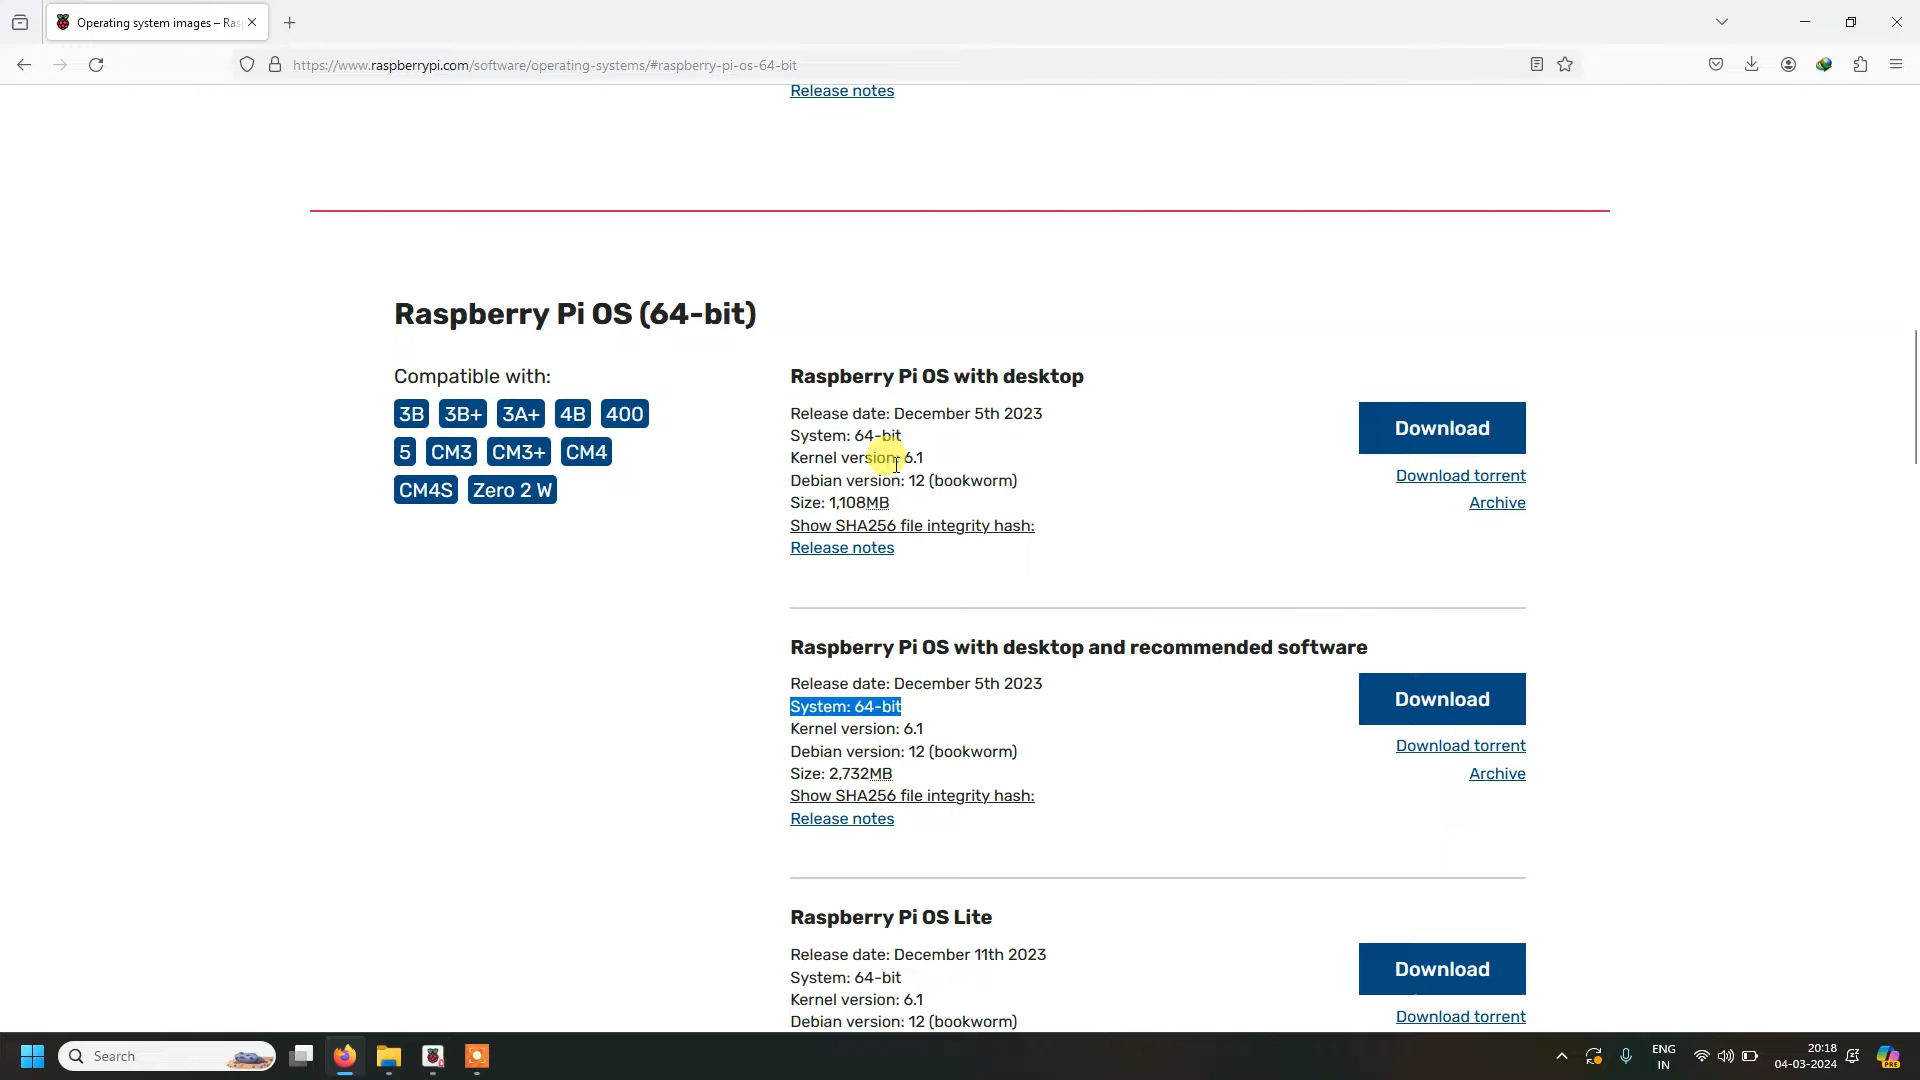 Operating system images – Ras
https://www.raspberrypi.com/software/operating-systems/#raspberry-pi-os-64-bit
Release notes
Raspberry Pi OS (64-bit)
Compatible with:
3B 3B+ 3A+ 4B 400
5 CM3 CM3+ CM4
CM4S Zero 2 W
Raspberry Pi OS with desktop
Release date: December 5th 2023
System: 64-bit
Kernel version: 6.1
Debian version: 12 (bookworm)
Size: 1,108MB
Show SHA256 file integrity hash:
Release notes
Download
Download torrent
Archive
Raspberry Pi OS with desktop and recommended software
Release date: December 5th 2023
System: 64-bit
Kernel version: 6.1
Debian version: 12 (bookworm)
Size: 2,732MB
Show SHA256 file integrity hash:
Release notes
Download
Download torrent
Archive
Raspberry Pi OS Lite
Release date: December 11th 2023
System: 64-bit
Kernel version: 6.1
Debian version: 12 (bookworm)
Download
Download torrent
Search
ENG
IN
20:18
04-03-2024
PRE